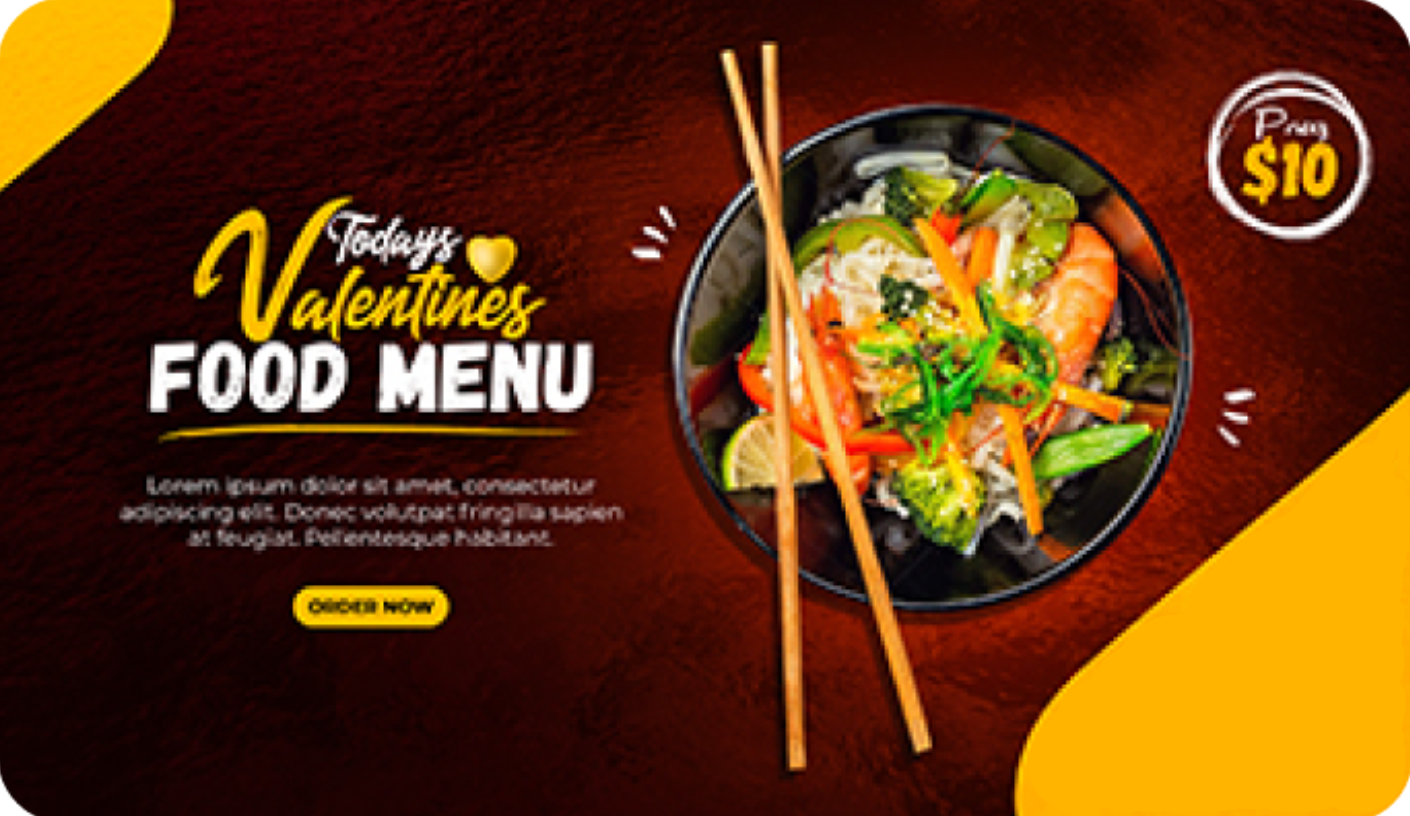 Todays
Valentines
FOOD MENU
Lorem ipsum dolor sit amet, consectetur
adipiscing elit. Donec volutpat fringilla sapien
at feugiat. Pellentesque habitant.
ORDER NOW
$10